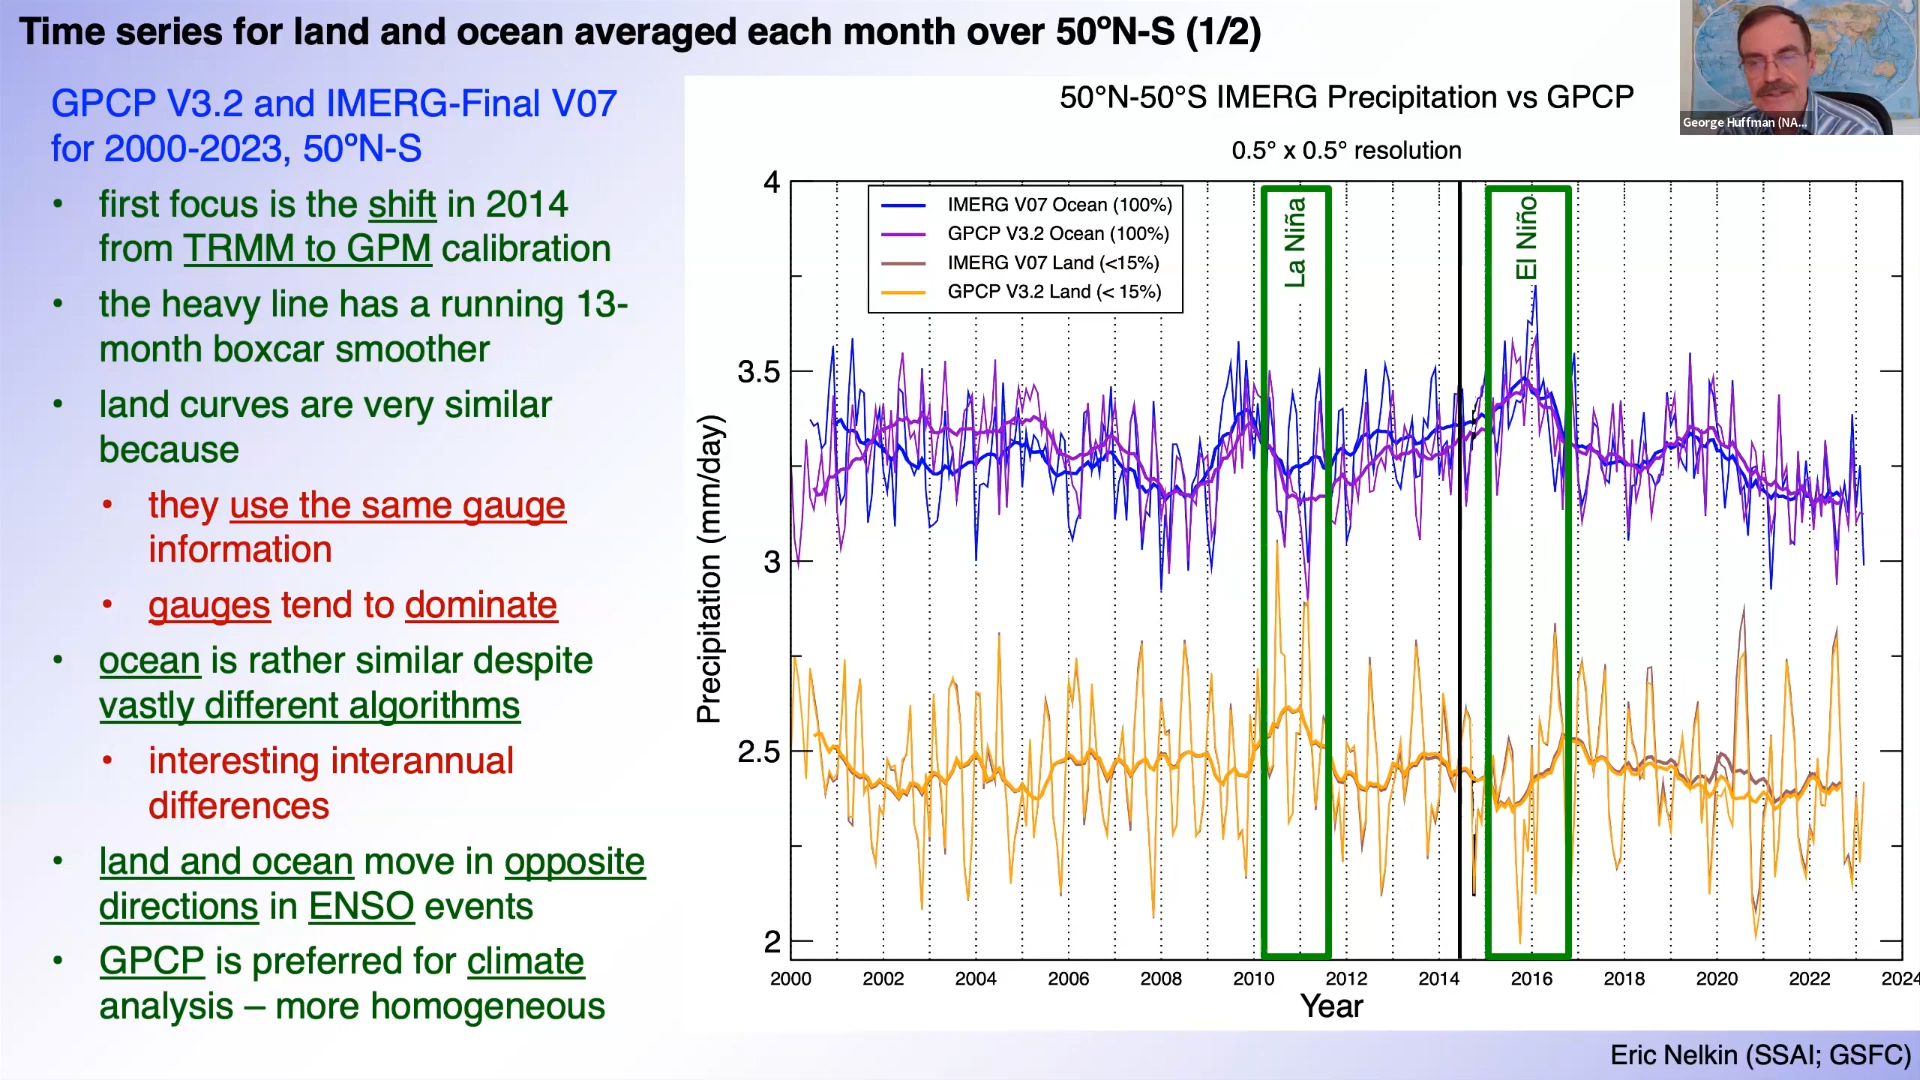 Time series for land and ocean averaged each month over 50ºN-S (1/2)
GPCP V3.2 and IMERG-Final V07
for 2000-2023, 50ºN-S
• first focus is the shift in 2014
from TRMM to GPM calibration
• the heavy line has a running 13-
month boxcar smoother
• land curves are very similar
because
• they use the same gauge
information
• gauges tend to dominate
• ocean is rather similar despite
vastly different algorithms
• interesting interannual
differences
• land and ocean move in opposite
directions in ENSO events
• GPCP is preferred for climate
analysis – more homogeneous
50°N-50°S IMERG Precipitation vs GPCP
0.5° x 0.5° resolution
IMERG V07 Ocean (100%)
GPCP V3.2 Ocean (100%)
IMERG V07 Land (<15%)
GPCP V3.2 Land (< 15%)
La Niña
El Niño
Precipitation (mm/day)
4
3.5
3
2.5
2
2000 2002 2004 2006 2008 2010 2012 2014 2016 2018 2020 2022 2024
Year
George Huffman (NA...
Eric Nelkin (SSAI; GSFC)